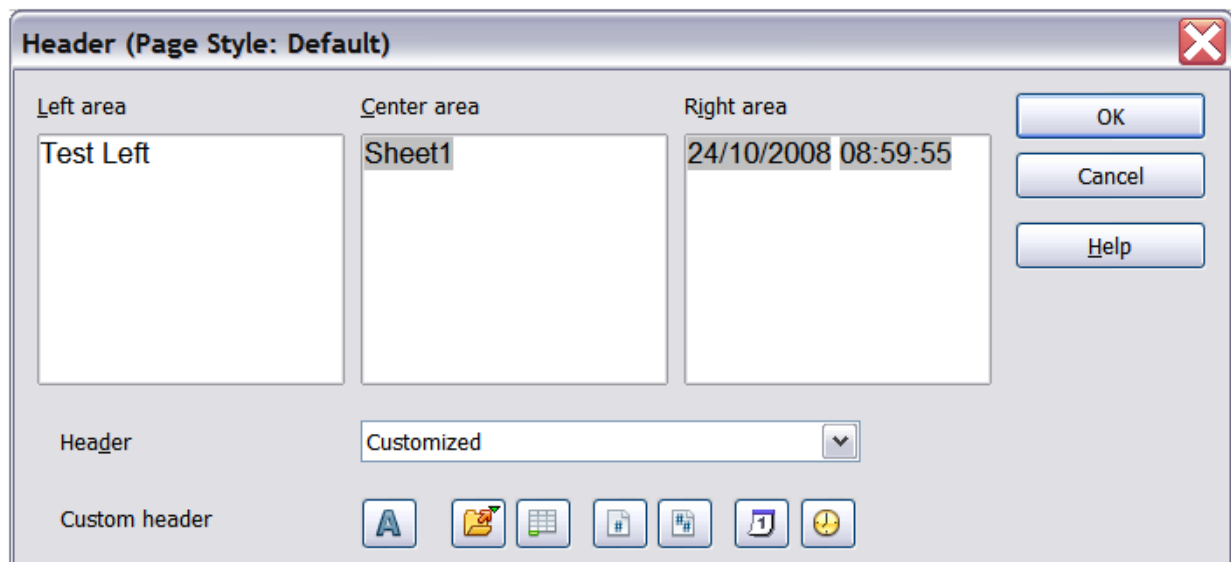 Header (Page Style: Default)
Left area Center area Right area
Test Left Sheet1 24/10/2008 08:59:55
OK
Cancel
Help
Header Customized
Custom header